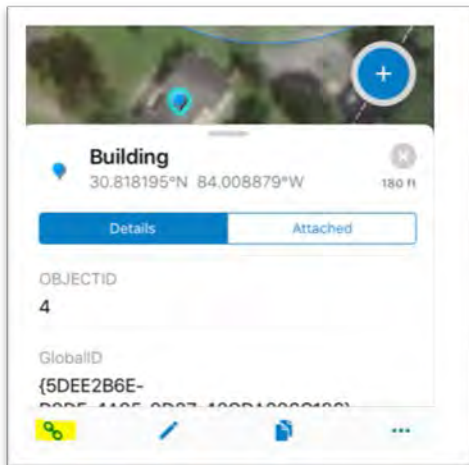 Building
30.818195°N 84.008879°W
180 ft
Details Attached
OBJECTID
4
GlobalID
{5DEE2B6E-